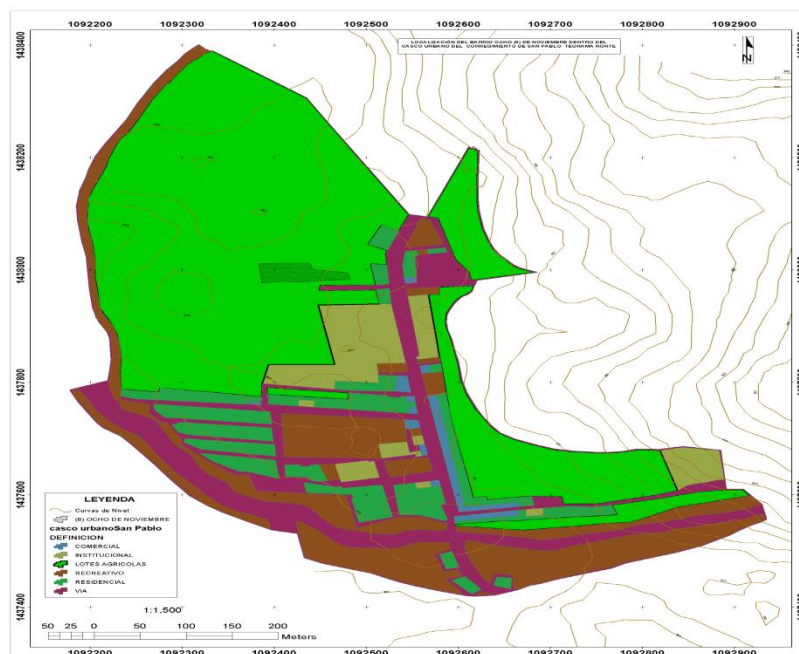 1092200 1092300 1092400 1092500 1092600 1092700 1092800 1092900
LOCALIZACIÓN DEL BARRIO OCHO (8) DE NOVIEMBRE DENTRO DEL
CASCO URBANO DEL CORREGIMIENTO DE SAN PABLO TEORAMA NORTE
N
1438400
1438200
1438000
1437800
1437600
1437400
LEYENDA
Curvas de Nivel
(B) OCHO DE NOVIEMBRE
casco urbanoSan Pablo
DEFINICION
COMERCIAL
INSTITUCIONAL
LOTES AGRICOLAS
RECREATIVO
RESIDENCIAL
VIA
1:1,500
50 25 0 50 100 150 200
Meters
1092200 1092300 1092400 1092500 1092600 1092700 1092800 1092900